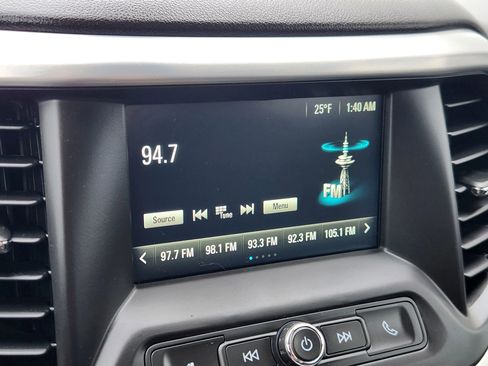 25°F 1:40 AM
94.7
FM
Source Tune Menu
97.7 FM 98.1 FM 93.3 FM 92.3 FM 105.1 FM